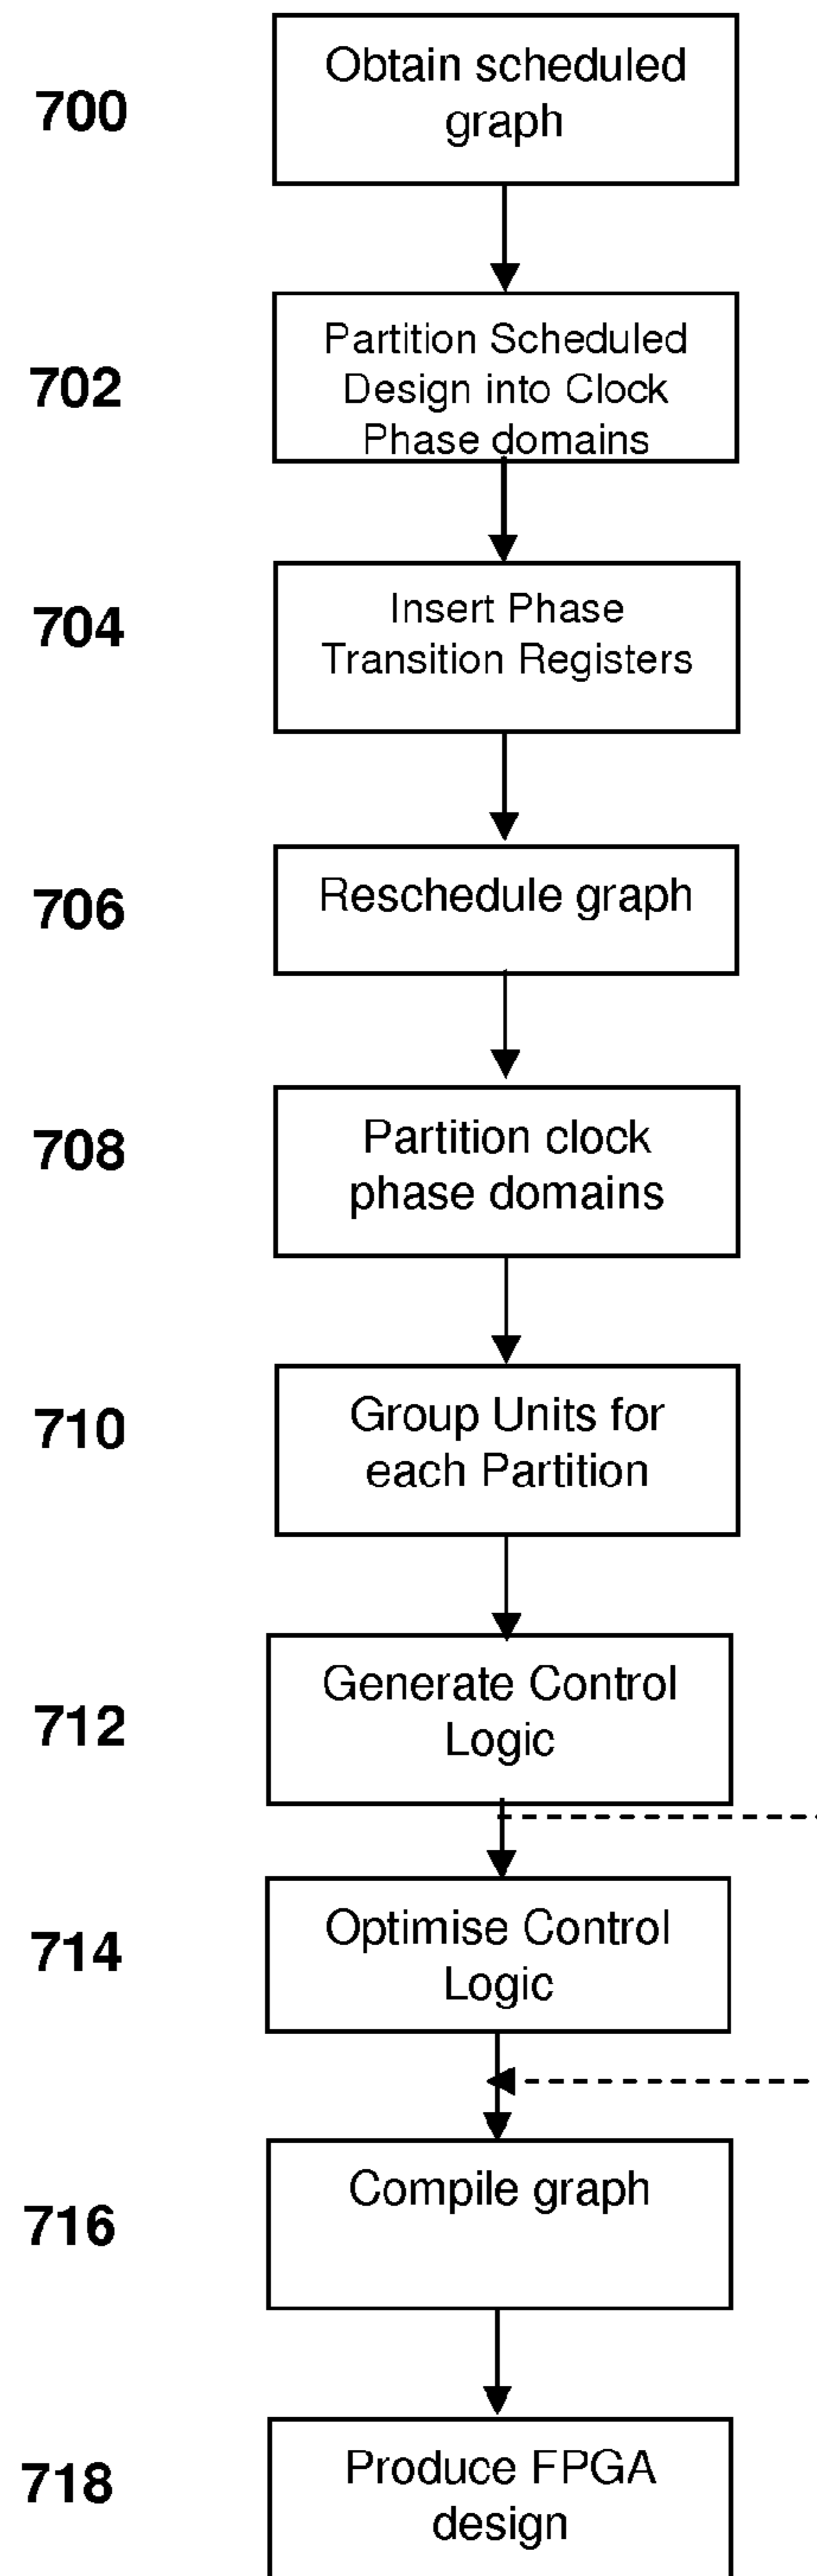 700
Obtain scheduled
graph
702
Partition Scheduled
Design into Clock
Phase domains
704
Insert Phase
Transition Registers
706
Reschedule graph
708
Partition clock
phase domains
710
Group Units for
each Partition
712
Generate Control
Logic
714
Optimise Control
Logic
716
Compile graph
718
Produce FPGA
design